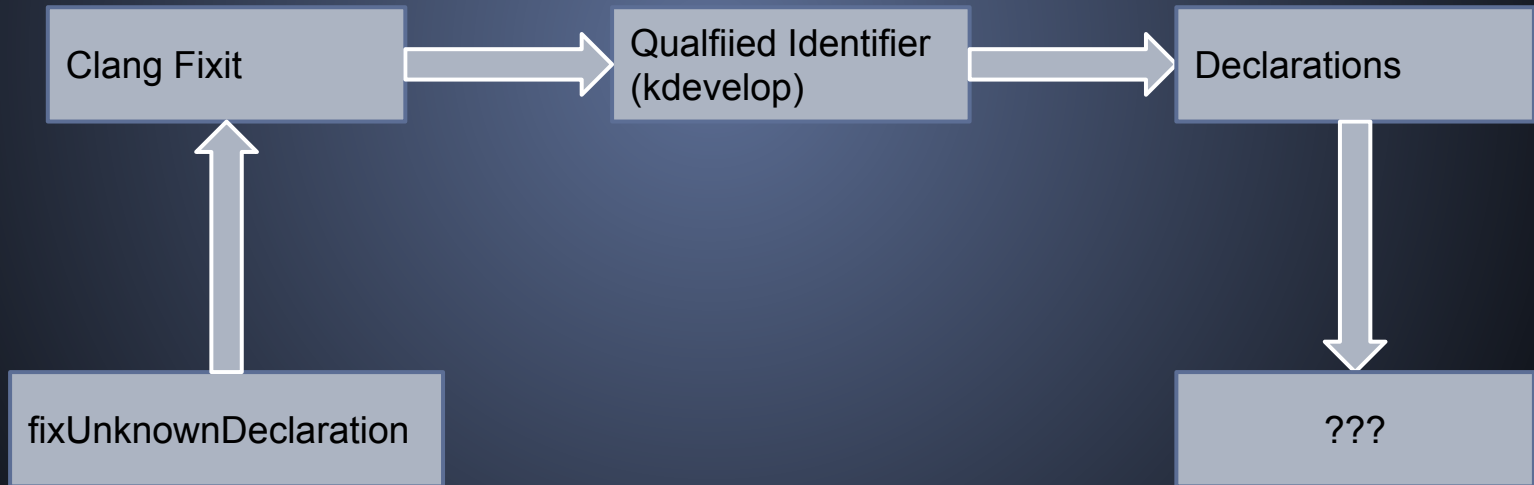 Clang Fixit
Qualfiied Identifier
(kdevelop)
Declarations
fixUnknownDeclaration
???